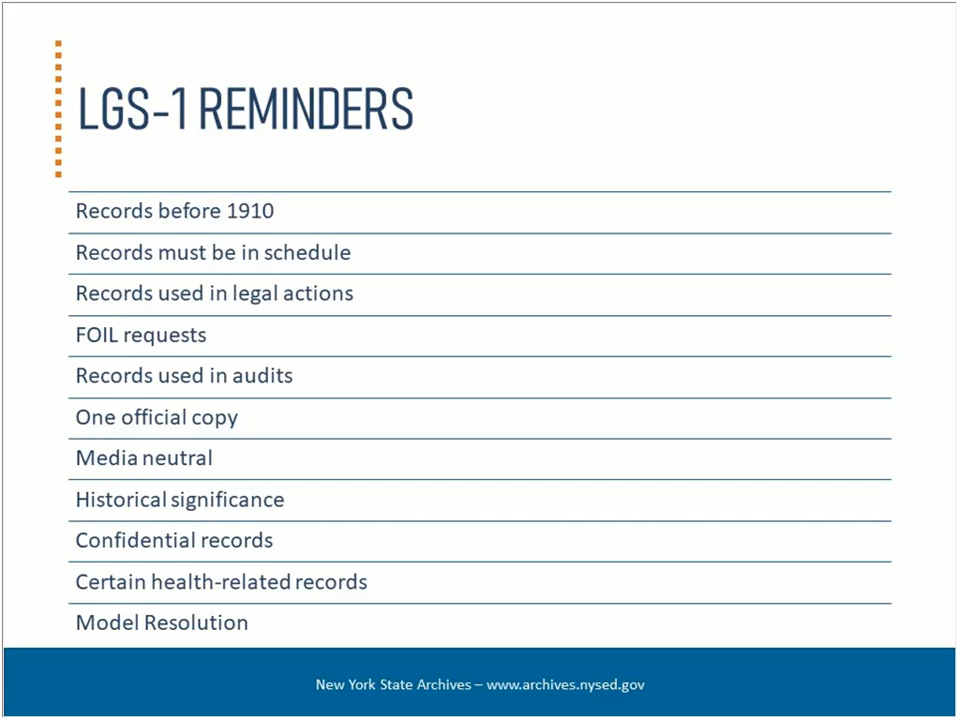 LGS-1 REMINDERS
Records before 1910
Records must be in schedule
Records used in legal actions
FOIL requests
Records used in audits
One official copy
Media neutral
Historical significance
Confidential records
Certain health-related records
Model Resolution
New York State Archives – www.archives.nysed.gov